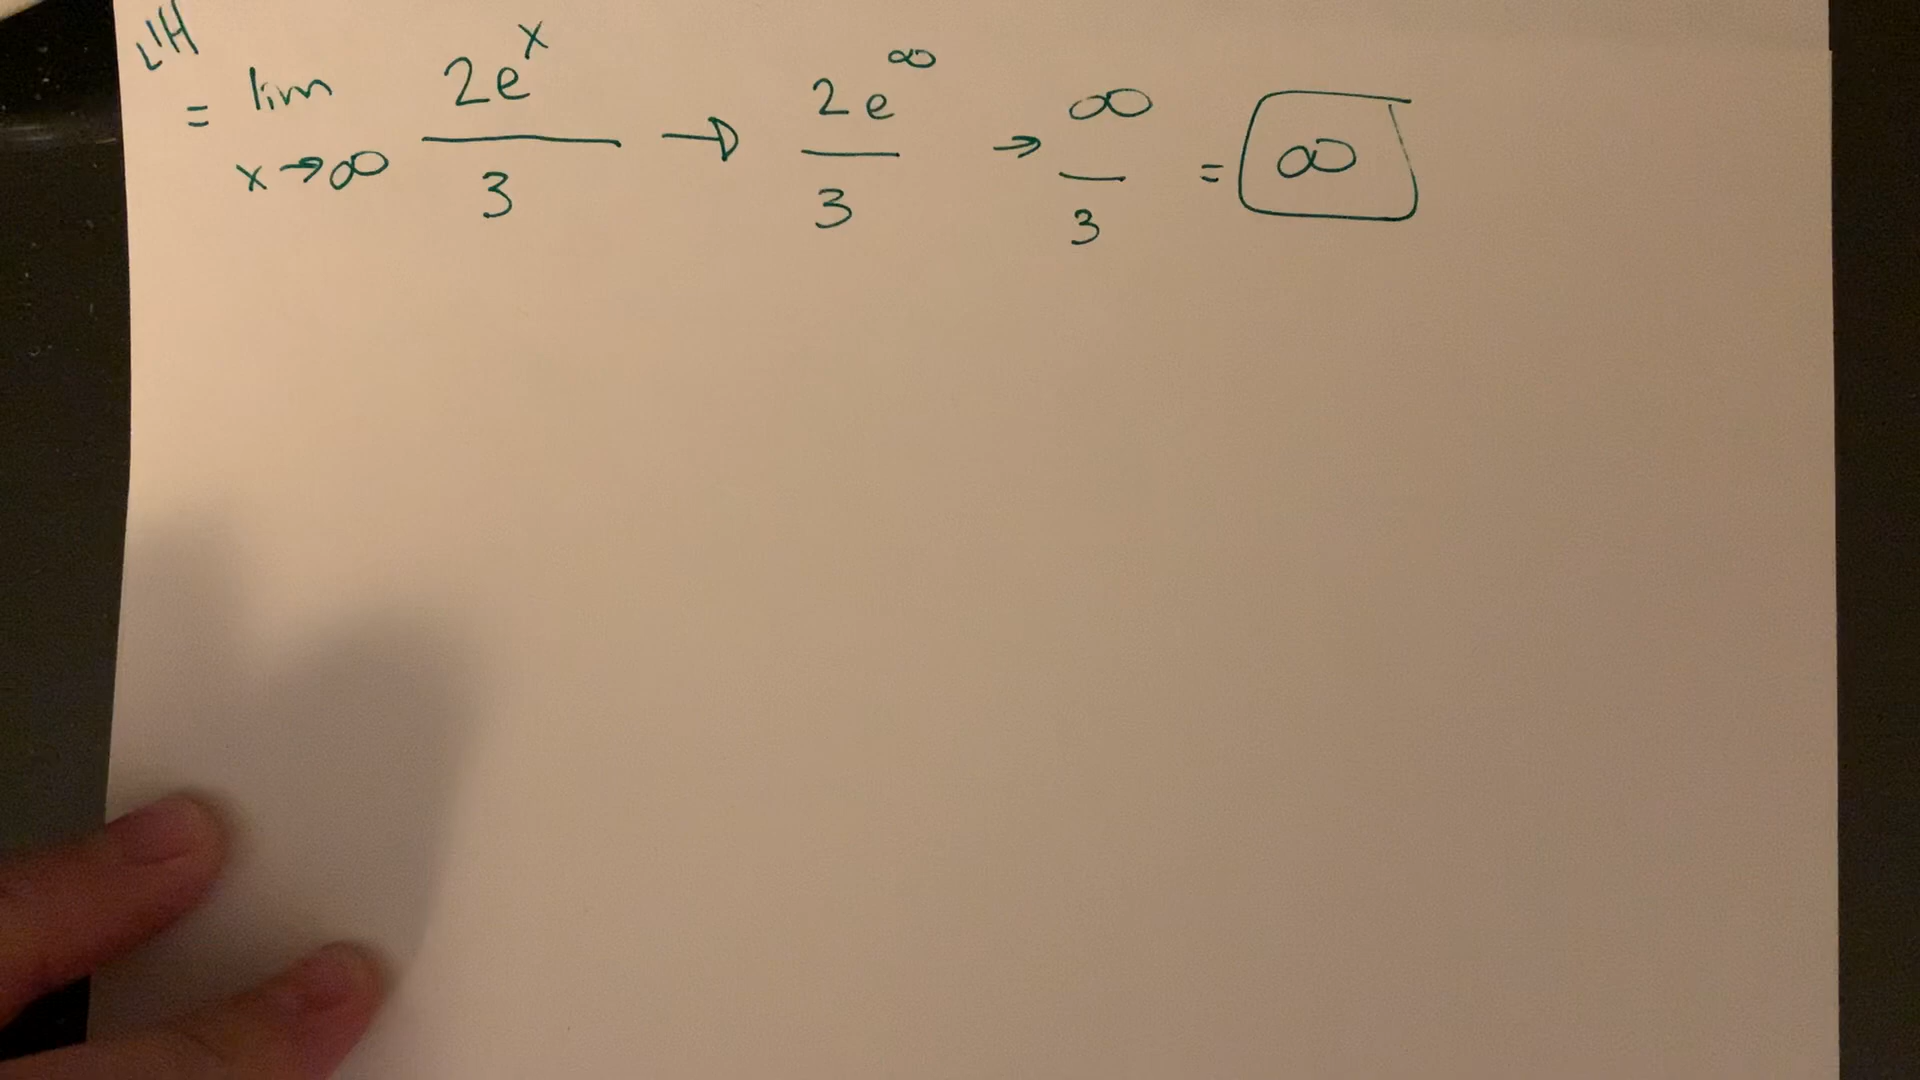 L'H
= lim x→∞ 2e^x / 3 → 2e^∞ / 3 → ∞ / 3 = ∞